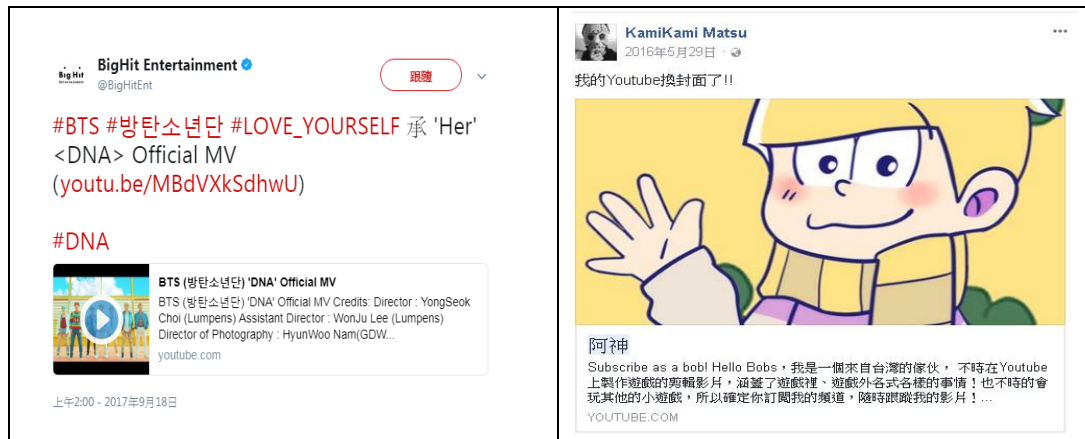 Big Hit
BigHit Entertainment
@BigHitEnt
跟隨
#BTS #방탄소년단 #LOVE_YOURSELF 承 'Her'
<DNA> Official MV
(youtu.be/MBdVXkSdhwU)
#DNA
BTS (방탄소년단) 'DNA' Official MV
BTS (방탄소년단) 'DNA' Official MV Credits: Director : YongSeok
Choi (Lumpens) Assistant Director : WonJu Lee (Lumpens)
Director of Photography : HyunWoo Nam(GDW...
youtube.com
上午2:00 - 2017年9月18日
KamiKami Matsu
2016年5月29日
我的Youtube換封面了!!
阿神
Subscribe as a bob! Hello Bobs，我是一個來自台灣的傢伙， 不時在Youtube
上製作遊戲的剪輯影片，涵蓋了遊戲裡、遊戲外各式各樣的事情！也不時的會
玩其他的小遊戲，所以確定你訂閱我的頻道，隨時跟蹤我的影片！...
YOUTUBE.COM